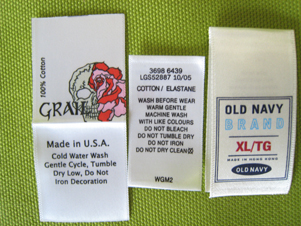 100% Cotton
GRAIL
Made in U.S.A.
Cold Water Wash
Gentle Cycle, Tumble
Dry Low, Do Not
Iron Decoration
3698 6439
LGS52887 10/05
COTTON / ELASTANE
WASH BEFORE WEAR
WARM GENTLE
MACHINE WASH
WITH LIKE COLOURS
DO NOT BLEACH
DO NOT TUMBLE DRY
DO NOT IRON
DO NOT DRY CLEAN
WGM2
OLD NAVY
BRAND
XL/TG
MADE IN HONG KONG
OLD NAVY